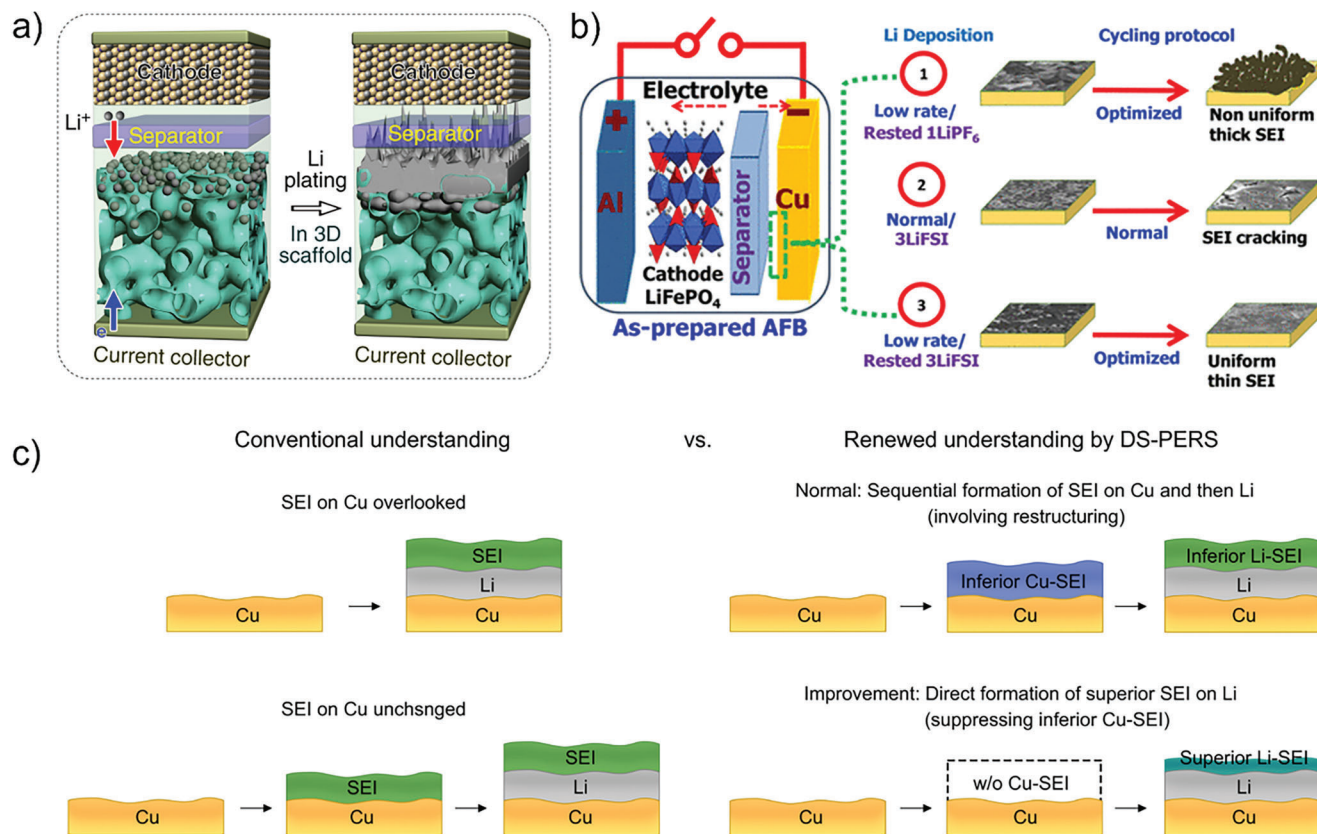 a)
Cathode
Li+
Separator
e
Current collector
Li
plating
In 3D
scaffold
Cathode
Separator
Current collector
b)
Electrolyte
+
Al
Cathode
LiFePO4
Separator
−
Cu
As-prepared AFB
Li Deposition
Cycling protocol
1
Low rate/
Rested 1LiPF6
Optimized
Non uniform
thick SEI
2
Normal/
3LiFSI
Normal
SEI cracking
3
Low rate/
Rested 3LiFSI
Optimized
Uniform
thin SEI
c)
Conventional understanding
vs.
Renewed understanding by DS-PERS
SEI on Cu overlooked
Cu
SEI
Li
Cu
SEI on Cu unchsnged
Cu
SEI
Cu
SEI
Li
Cu
Normal: Sequential formation of SEI on Cu and then Li
(involving restructuring)
Cu
Inferior Cu-SEI
Cu
Inferior Li-SEI
Li
Cu
Improvement: Direct formation of superior SEI on Li
(suppressing inferior Cu-SEI)
Cu
w/o Cu-SEI
Cu
Superior Li-SEI
Li
Cu